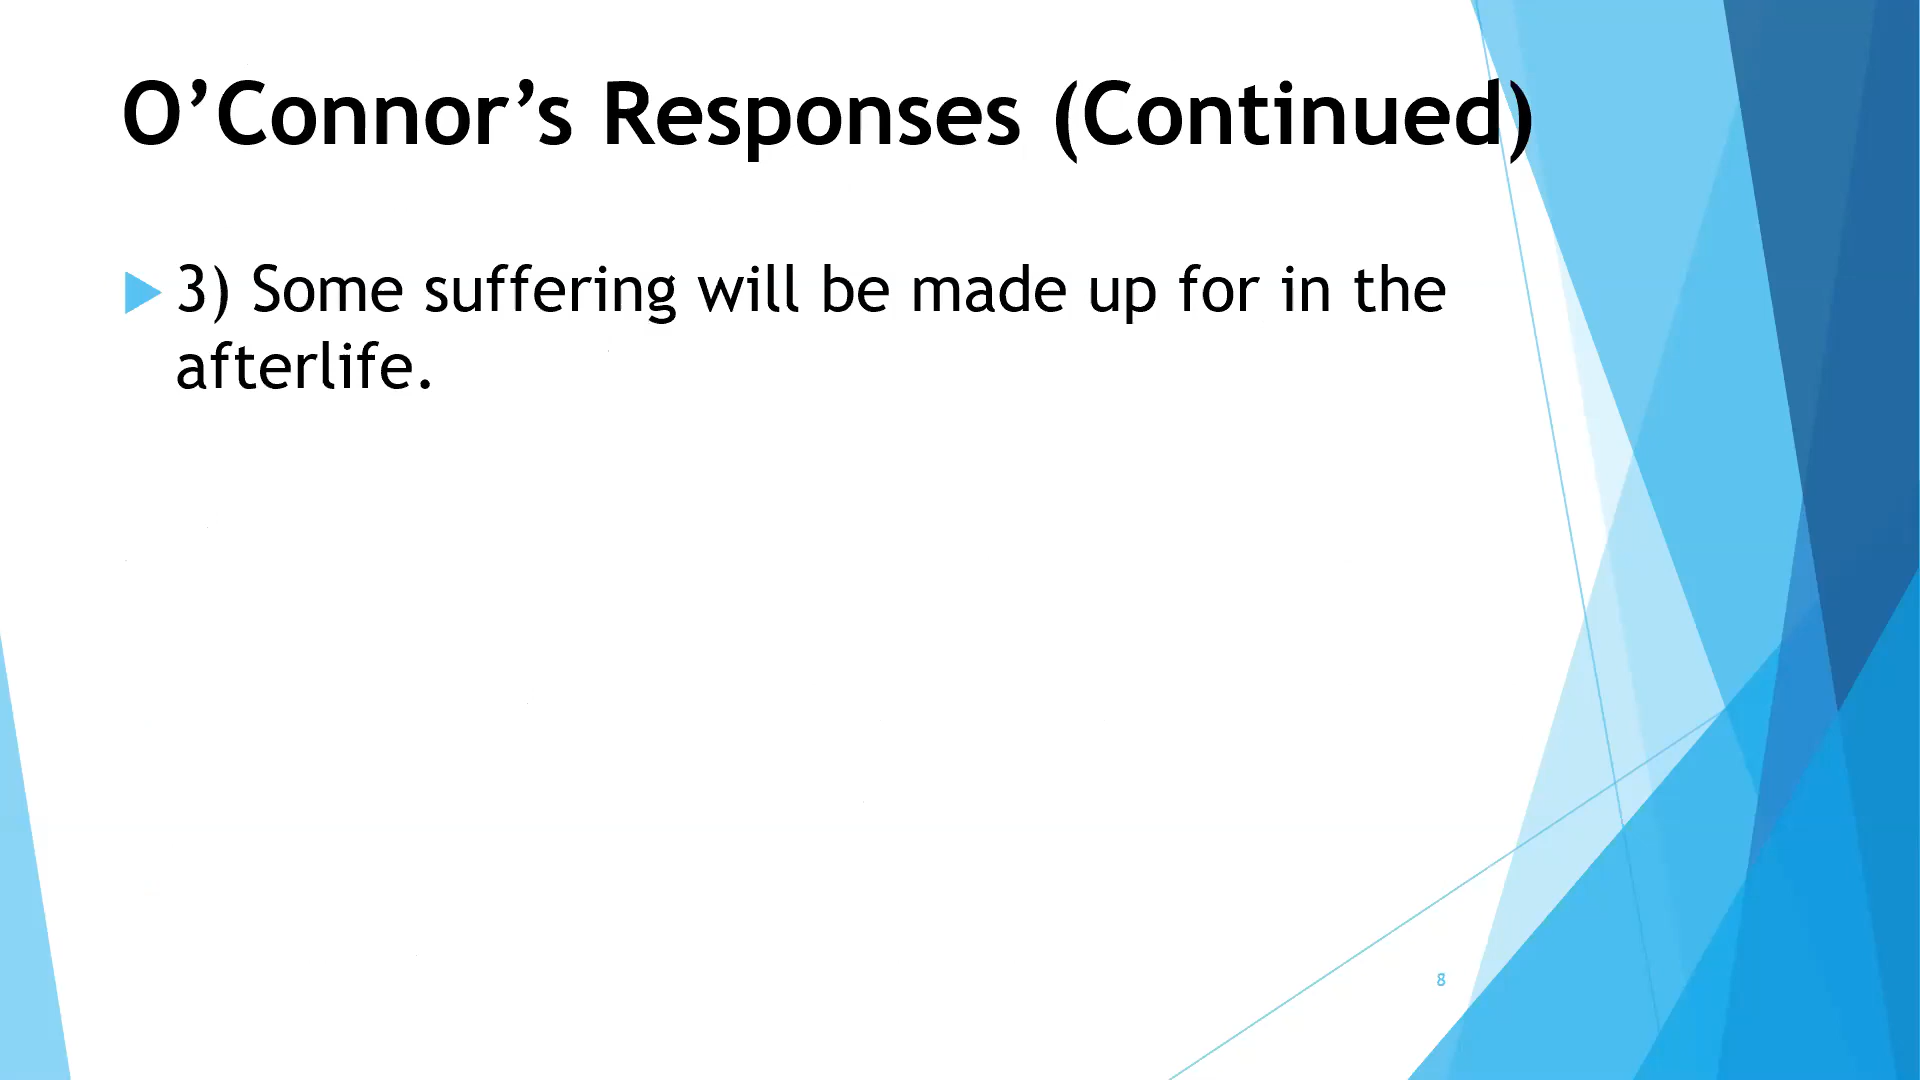 O’Connor’s Responses (Continued)
3) Some suffering will be made up for in the
afterlife.
8